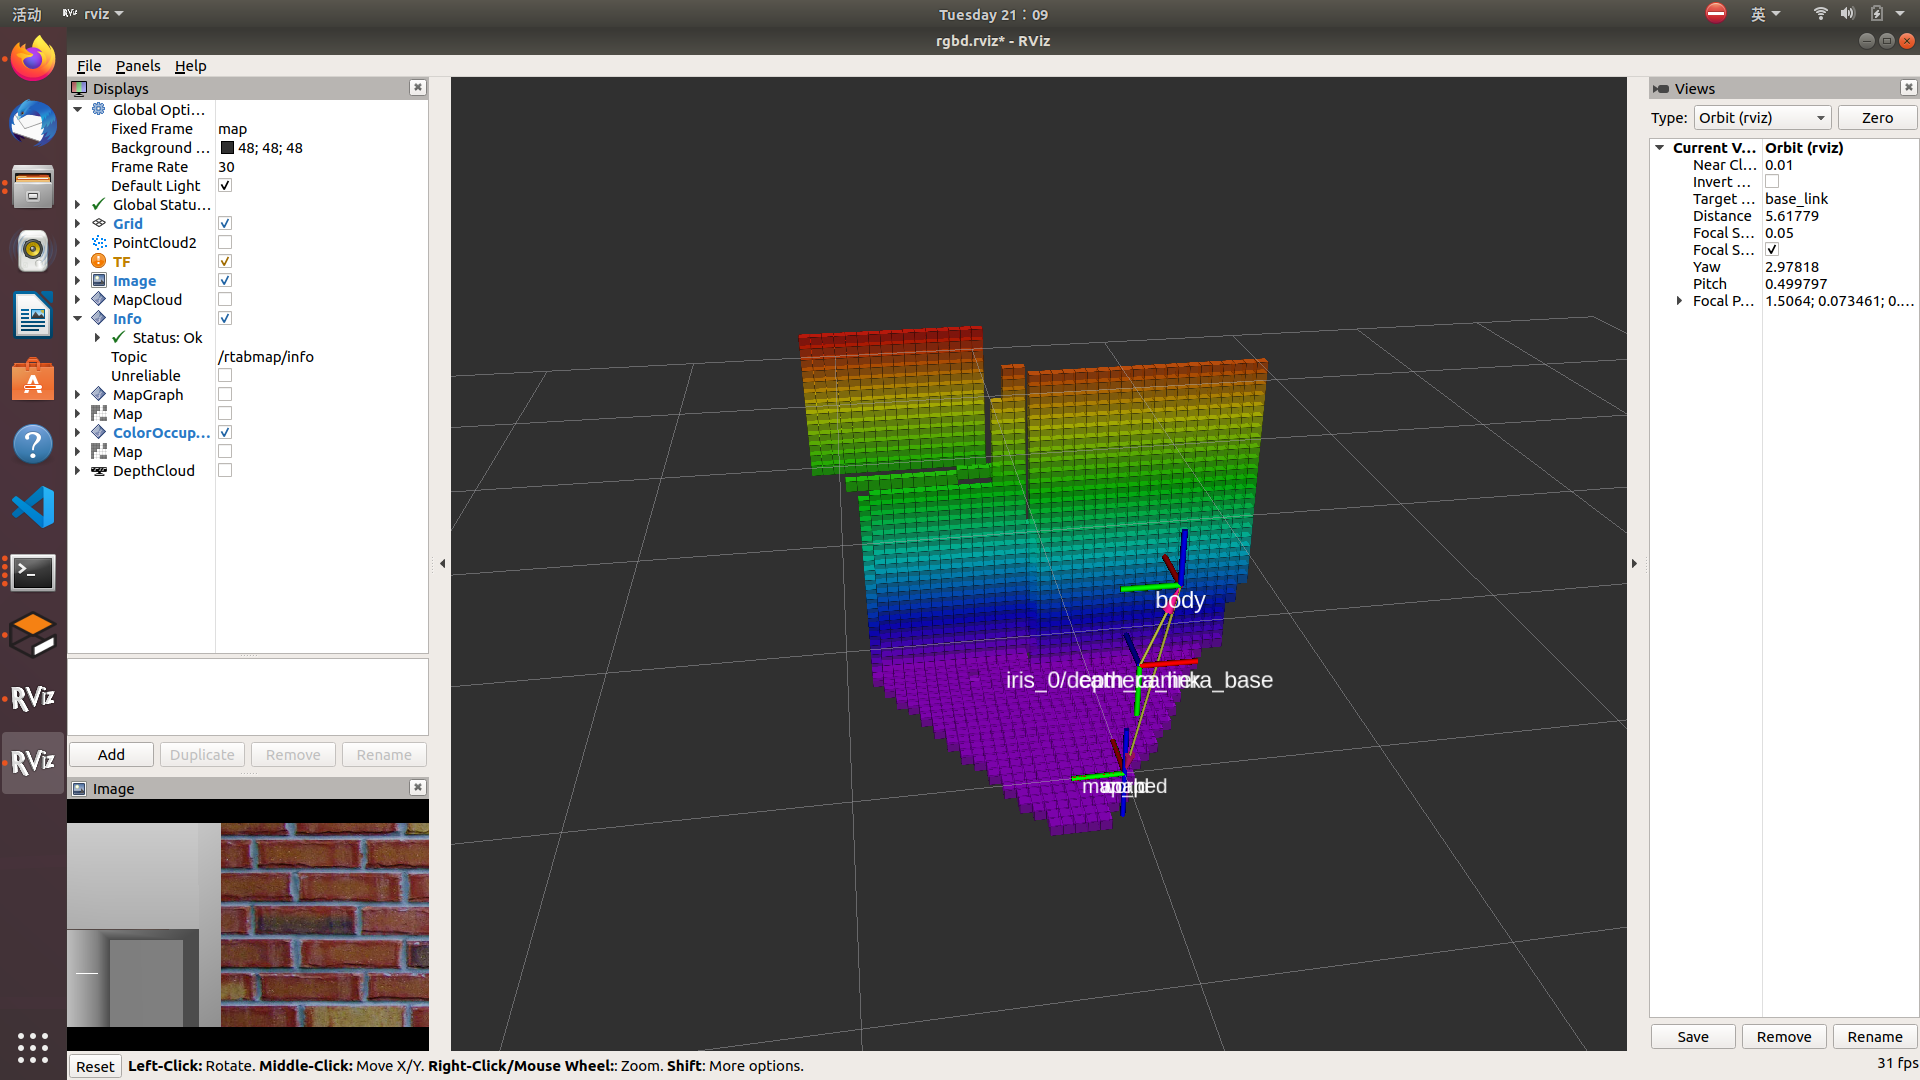 活动 rviz Tuesday 21：09 英
rgbd.rviz* - RViz
File Panels Help
Displays
Global Opti...
Fixed Frame map
Background ... 48; 48; 48
Frame Rate 30
Default Light
Global Statu...
Grid
PointCloud2
TF
Image
MapCloud
Info
Status: Ok
Topic /rtabmap/info
Unreliable
MapGraph
Map
ColorOccup...
Map
DepthCloud
Add Duplicate Remove Rename
Image
body
Views
Type: Orbit (rviz) Zero
Current V... Orbit (rviz)
Near Cl... 0.01
Invert ...
Target ... base_link
Distance 5.61779
Focal S... 0.05
Focal S...
Yaw 2.97818
Pitch 0.499797
Focal P... 1.5064; 0.073461; 0....
Save Remove Rename
RViz
RViz
Reset Left-Click: Rotate. Middle-Click: Move X/Y. Right-Click/Mouse Wheel:: Zoom. Shift: More options.
31 fps